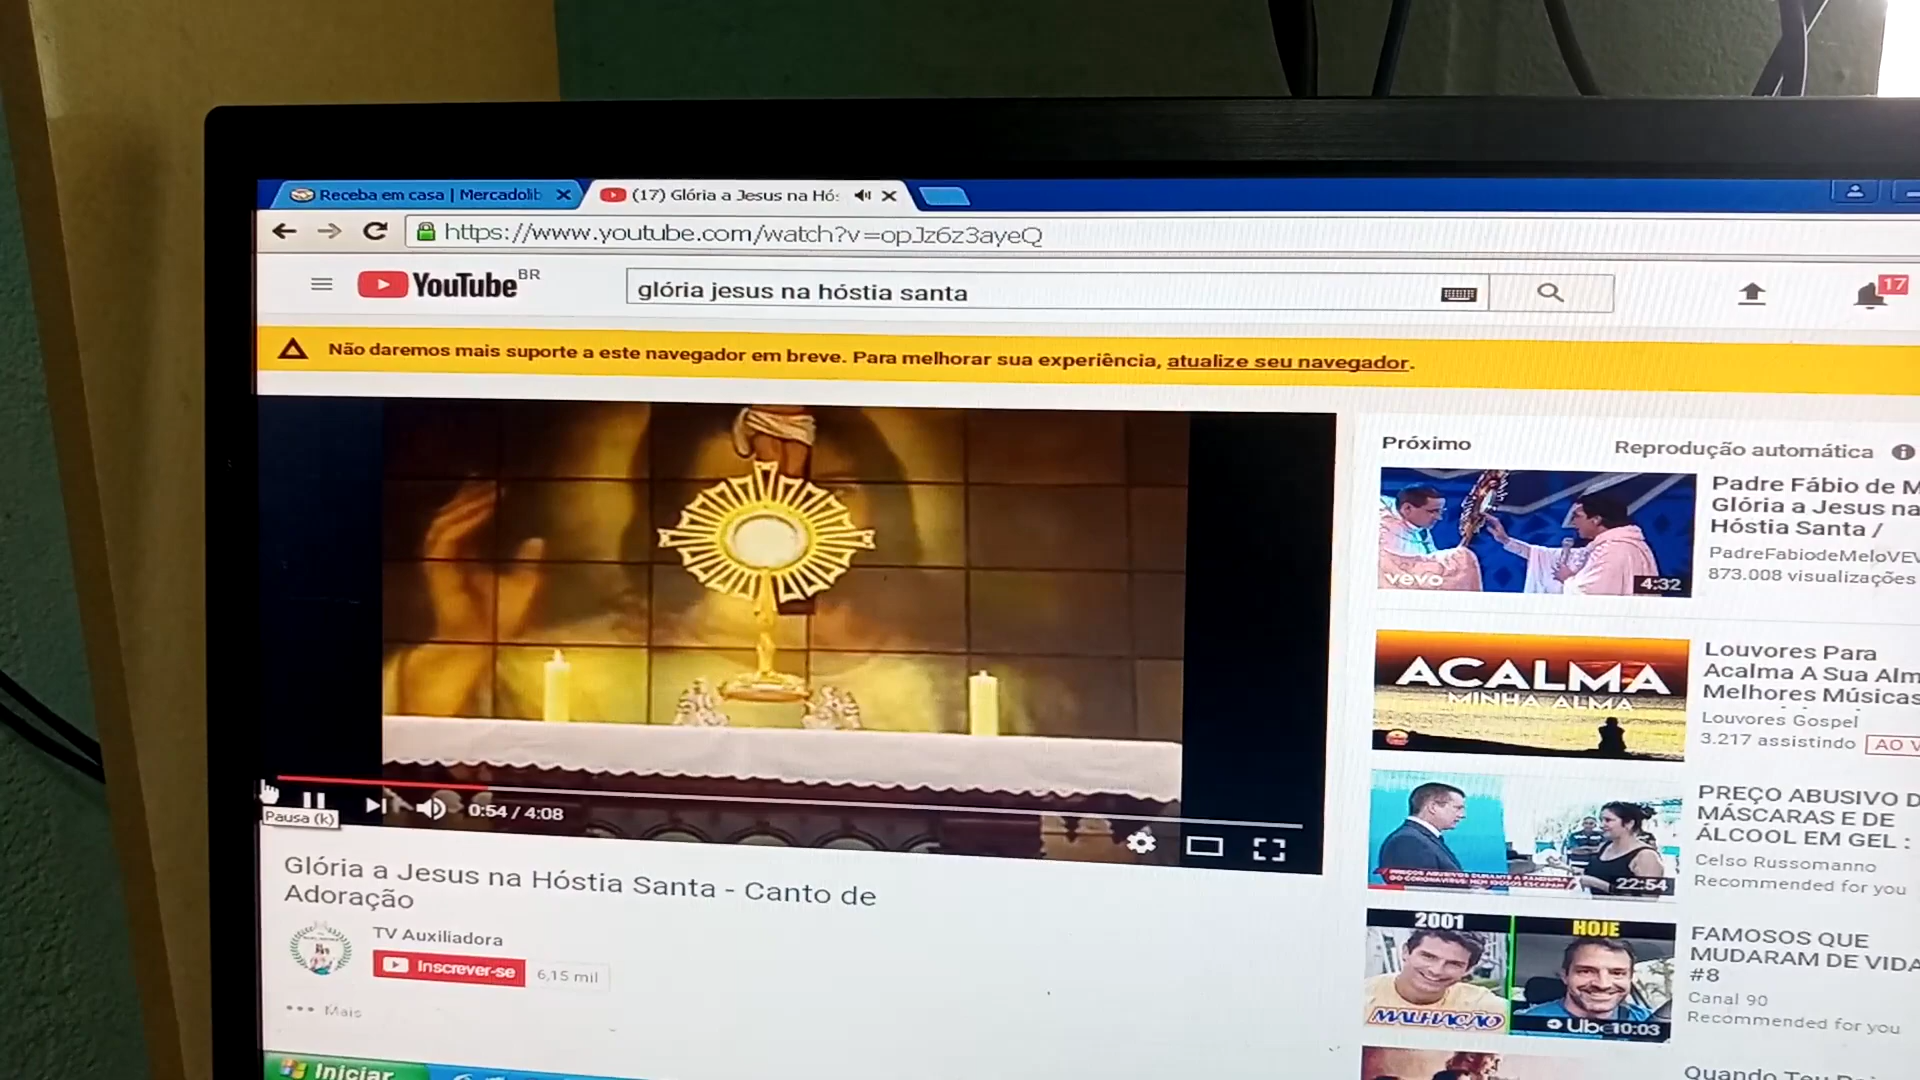 Receba em casa | Mercadolib
(17) Glória a Jesus na Hós
https://www.youtube.com/watch?v=opJz6z3ayeQ
YouTube BR
glória jesus na hóstia santa
17
Não daremos mais suporte a este navegador em breve. Para melhorar sua experiência, atualize seu navegador.
Pausa (k)
0:54 / 4:08
Glória a Jesus na Hóstia Santa - Canto de
Adoração
TV Auxiliadora
Inscrever-se 6,15 mil
Mais
Próximo
Reprodução automática
vevo
4:32
Padre Fábio de M
Glória a Jesus na
Hóstia Santa /
PadreFabiodeMeloVEV
873.008 visualizações
ACALMA
MINHA ALMA
Louvores Para
Acalma A Sua Alm
Melhores Músicas
Louvores Gospel
3.217 assistindo AO V
22:54
PREÇO ABUSIVO D
MÁSCARAS E DE
ÁLCOOL EM GEL :
Celso Russomanno
Recommended for you
2001
HOJE
MALHAÇÃO
Ube
10:03
FAMOSOS QUE
MUDARAM DE VIDA
#8
Canal 90
Recommended for you
Iniciar